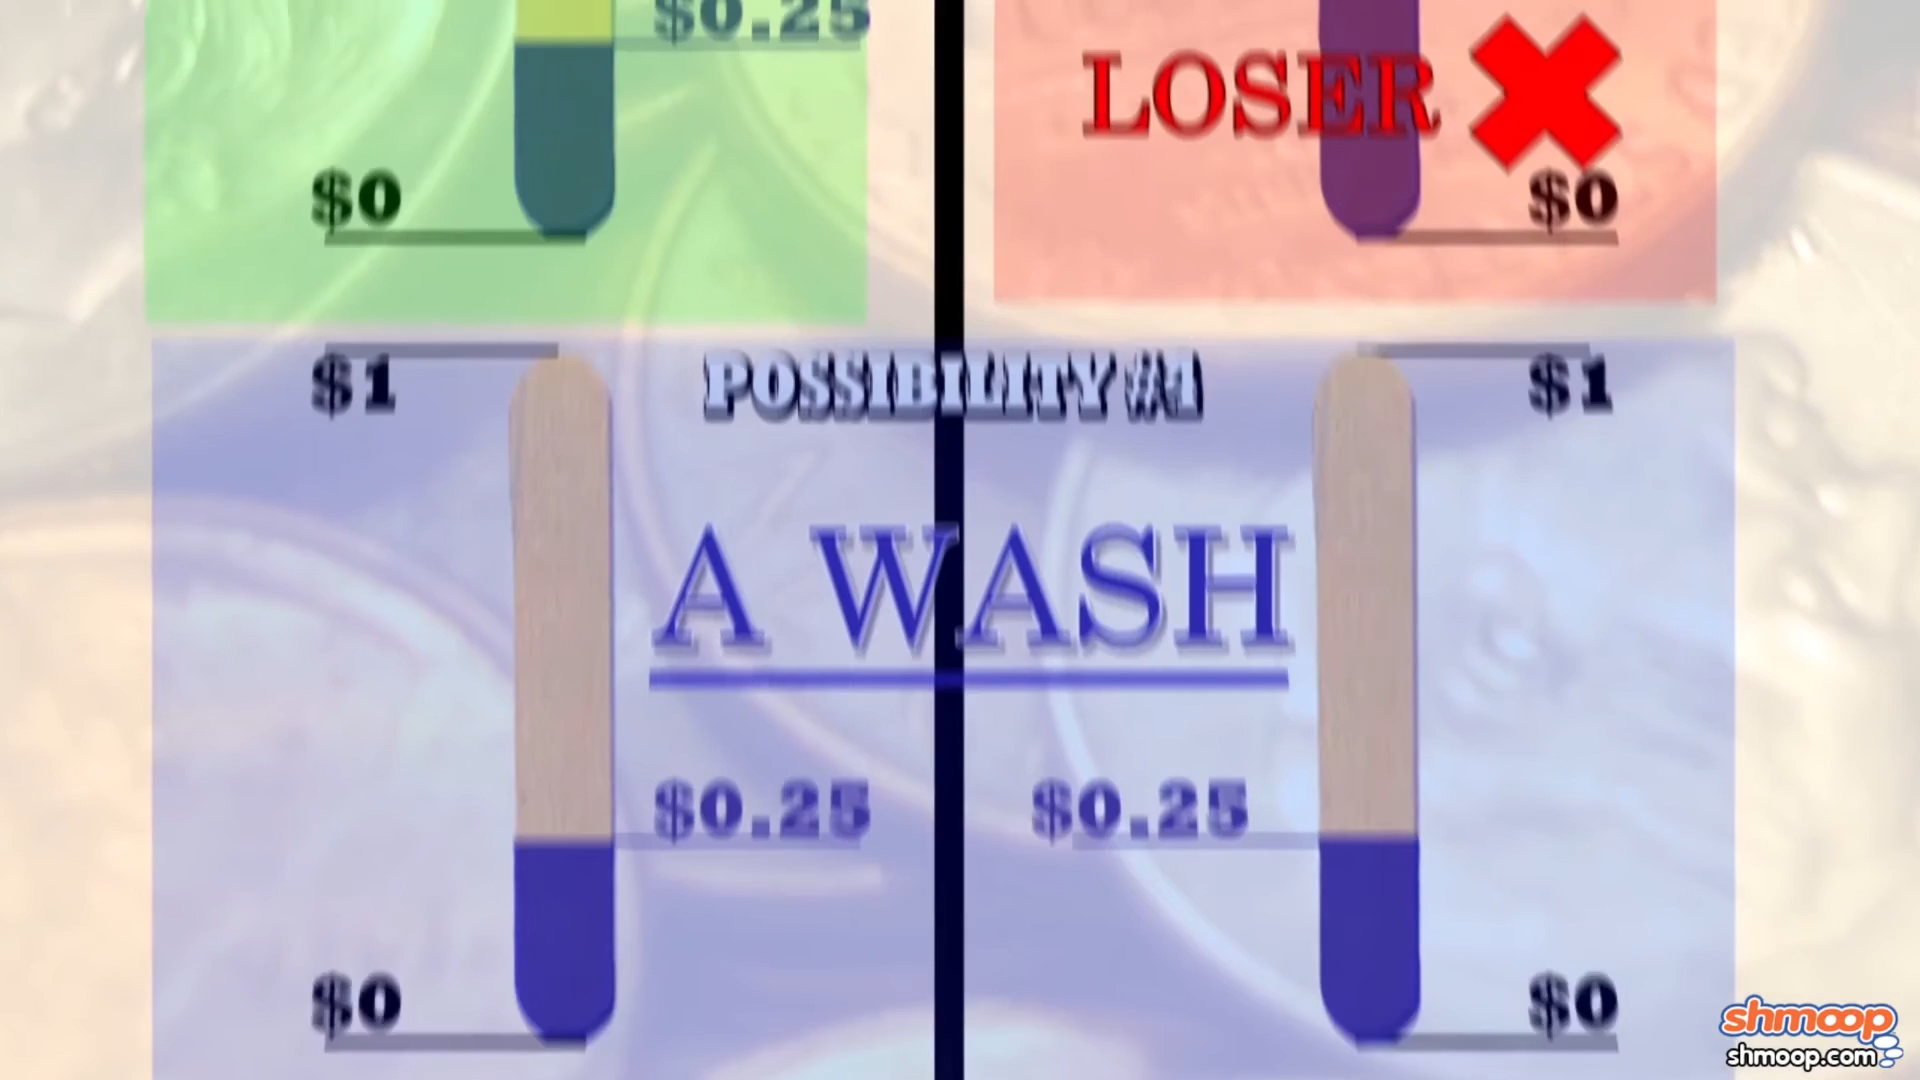 $0.25
LOSER
$0
$0
$1
POSSIBILITY #1
$1
A WASH
$0.25
$0.25
$0
$0
shmoop
shmoop.com